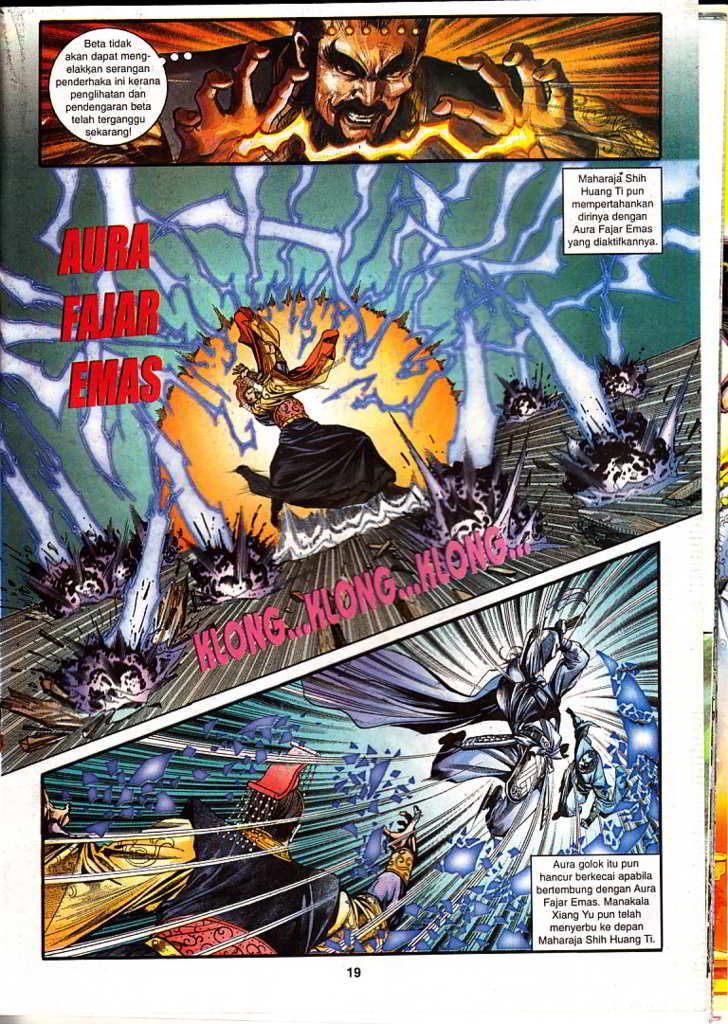 Beta tidak
akan dapat meng-
elakkan serangan
penderhaka ini kerana
penglihatan dan
pendengaran beta
telah terganggu
sekarang!
...
Maharaja Shih
Huang Ti pun
mempertahankan
dirinya dengan
Aura Fajar Emas
yang diaktifkannya.
AURA
FAJAR
EMAS
KLONG...KLONG...KLONG...
Aura golok itu pun
hancur berkecai apabila
bertembung dengan Aura
Fajar Emas. Manakala
Xiang Yu pun telah
menyerbu ke depan
Maharaja Shih Huang Ti.
19